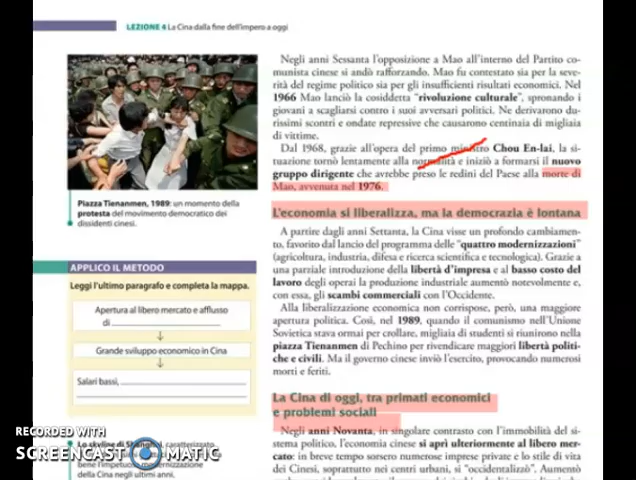 LEZIONE 4 La Cina dalla fine dell'impero a oggi
Negli anni Sessanta l'opposizione a Mao all'interno del Partito co-
munista cinese si andò rafforzando. Mao fu contestato sia per la seve-
rità del regime politico sia per gli insufficienti risultati economici. Nel
1966 Mao lanciò la cosiddetta "rivoluzione culturale", spronando i
giovani a scagliarsi contro i suoi avversari politici. Ne derivarono du-
rissimi scontri e ondate repressive che causarono centinaia di migliaia
di vittime.
Dal 1968, grazie all'opera del primo ministro Chou En-lai, la si-
tuazione tornò lentamente alla normalità e iniziò a formarsi il nuovo
gruppo dirigente che avrebbe preso le redini del Paese alla morte di
Mao, avvenuta nel 1976.
Piazza Tienanmen, 1989: un momento della
protesta del movimento democratico dei
dissidenti cinesi.
L'economia si liberalizza, ma la democrazia è lontana
A partire dagli anni Settanta, la Cina visse un profondo cambiamen-
to, favorito dal lancio del programma delle "quattro modernizzazioni"
(agricoltura, industria, difesa e ricerca scientifica e tecnologica). Grazie a
una parziale introduzione della libertà d'impresa e al basso costo del
lavoro degli operai la produzione industriale aumentò notevolmente e,
con essa, gli scambi commerciali con l'Occidente.
Alla liberalizzazione economica non corrispose, però, una maggiore
apertura politica. Così, nel 1989, quando il comunismo nell'Unione
Sovietica stava ormai per crollare, migliaia di studenti si riunirono nella
piazza Tienanmen di Pechino per rivendicare maggiori libertà politi-
che e civili. Ma il governo cinese inviò l'esercito, provocando numerosi
morti e feriti.
APPLICO IL METODO
Leggi l'ultimo paragrafo e completa la mappa.
Apertura al libero mercato e afflusso
di
Grande sviluppo economico in Cina
Salari bassi,
La Cina di oggi, tra primati economici
e problemi sociali
Negli anni Novanta, in singolare contrasto con l'immobilità del si-
stema politico, l'economia cinese si aprì ulteriormente al libero mer-
cato: in breve tempo sorsero numerose imprese private e lo stile di vita
dei Cinesi, soprattutto nei centri urbani, si "occidentalizzò". Aumentò
Lo skyline di Shanghai, caratterizzato
bene l'impetuosa modernizzazione
della Cina negli ultimi anni.
RECORDED WITH
SCREENCAST MATIC